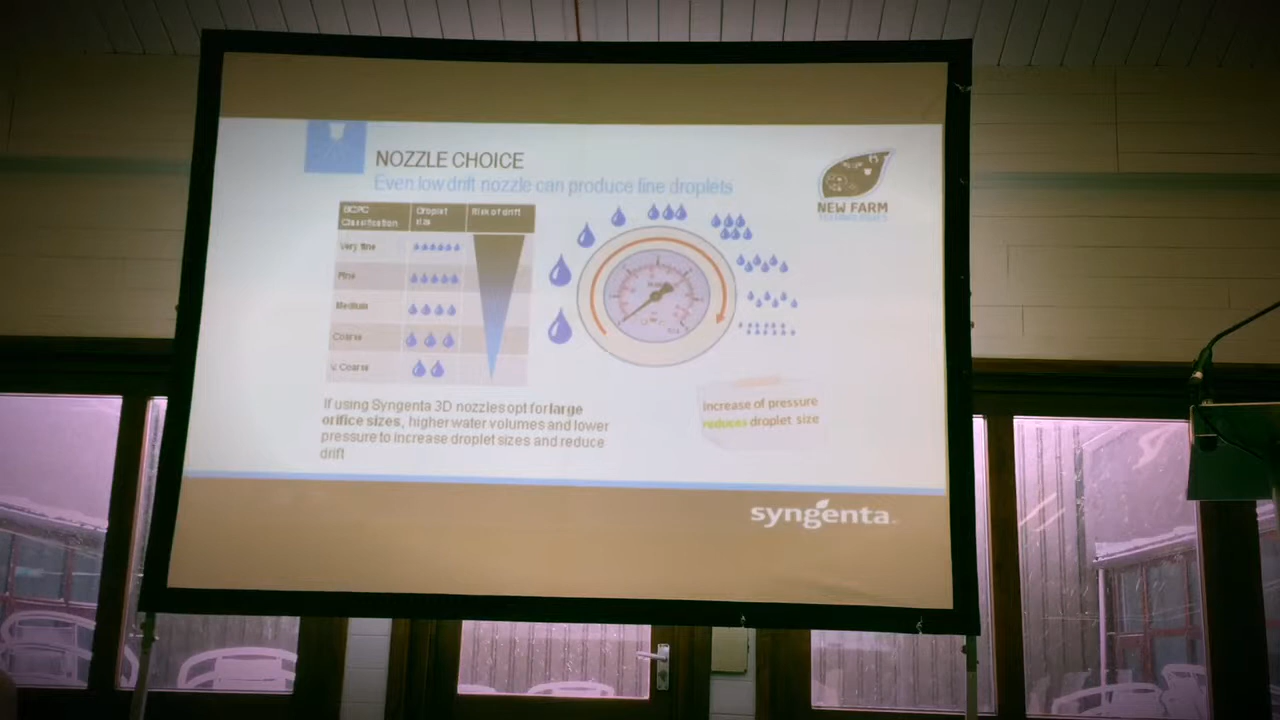 NOZZLE CHOICE
Even low drift nozzle can produce fine droplets
NEW FARM
TECHNOLOGIES
BCPC Droplet Risk of drift
Classification size
Very fine
Fine
Medium
Coarse
V. Coarse
If using Syngenta 3D nozzles opt for large
orifice sizes, higher water volumes and lower
pressure to increase droplet sizes and reduce
drift
Increase of pressure
reduces droplet size
syngenta